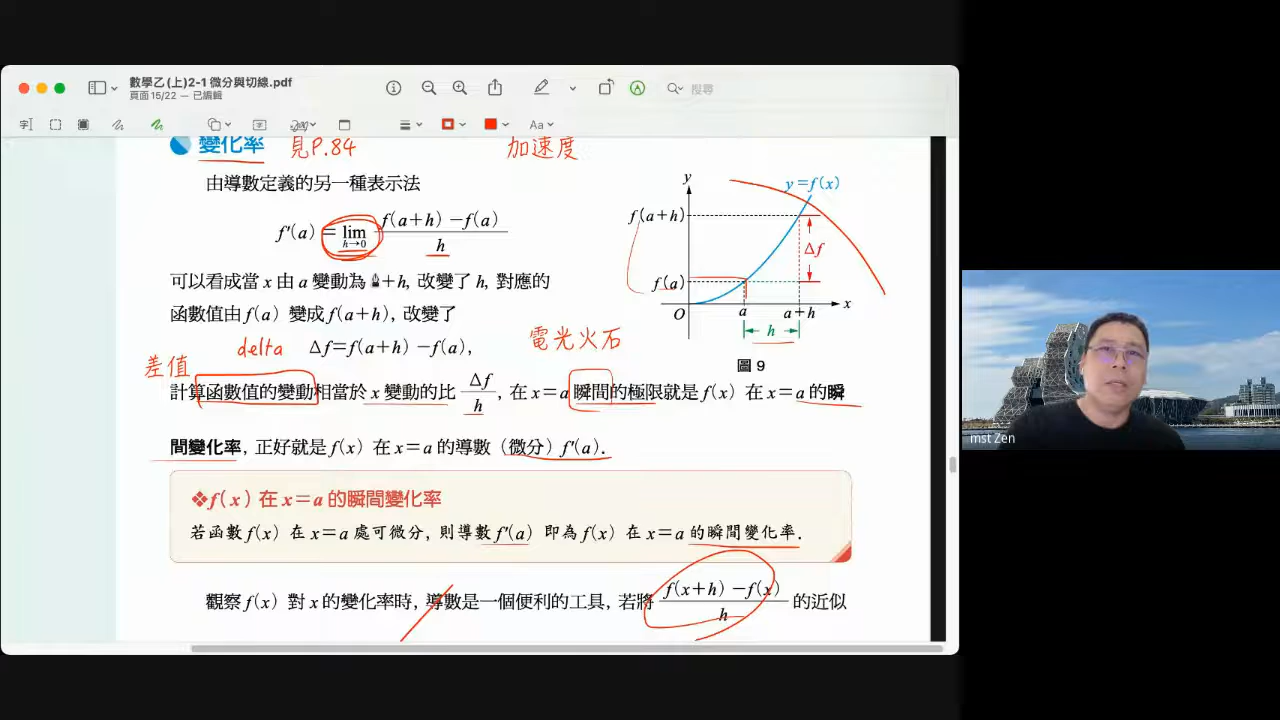 數學乙(上)2-1 微分與切線.pdf
頁面 15/22 — 已編輯
搜尋
Aa
變化率 見P.84 加速度
由導數定義的另一種表示法
f′(a) = lim h→0 f(a+h)-f(a) / h
可以看成當 x 由 a 變動為 +h, 改變了 h, 對應的
函數值由 f(a) 變成 f(a+h), 改變了
差值 delta Δf=f(a+h)-f(a), 電光火石
y
y=f(x)
f(a+h)
Δf
f(a)
O a a+h x
h
圖 9
計算函數值的變動相當於 x 變動的比 Δf/h, 在 x=a 瞬間的極限就是 f(x) 在 x=a 的瞬
間變化率, 正好就是 f(x) 在 x=a 的導數 (微分) f′(a).
❖f(x) 在 x=a 的瞬間變化率
若函數 f(x) 在 x=a 處可微分, 則導數 f′(a) 即為 f(x) 在 x=a 的瞬間變化率.
觀察 f(x) 對 x 的變化率時, 導數是一個便利的工具, 若將 f(x+h)-f(x) / h 的近似
mst Zen